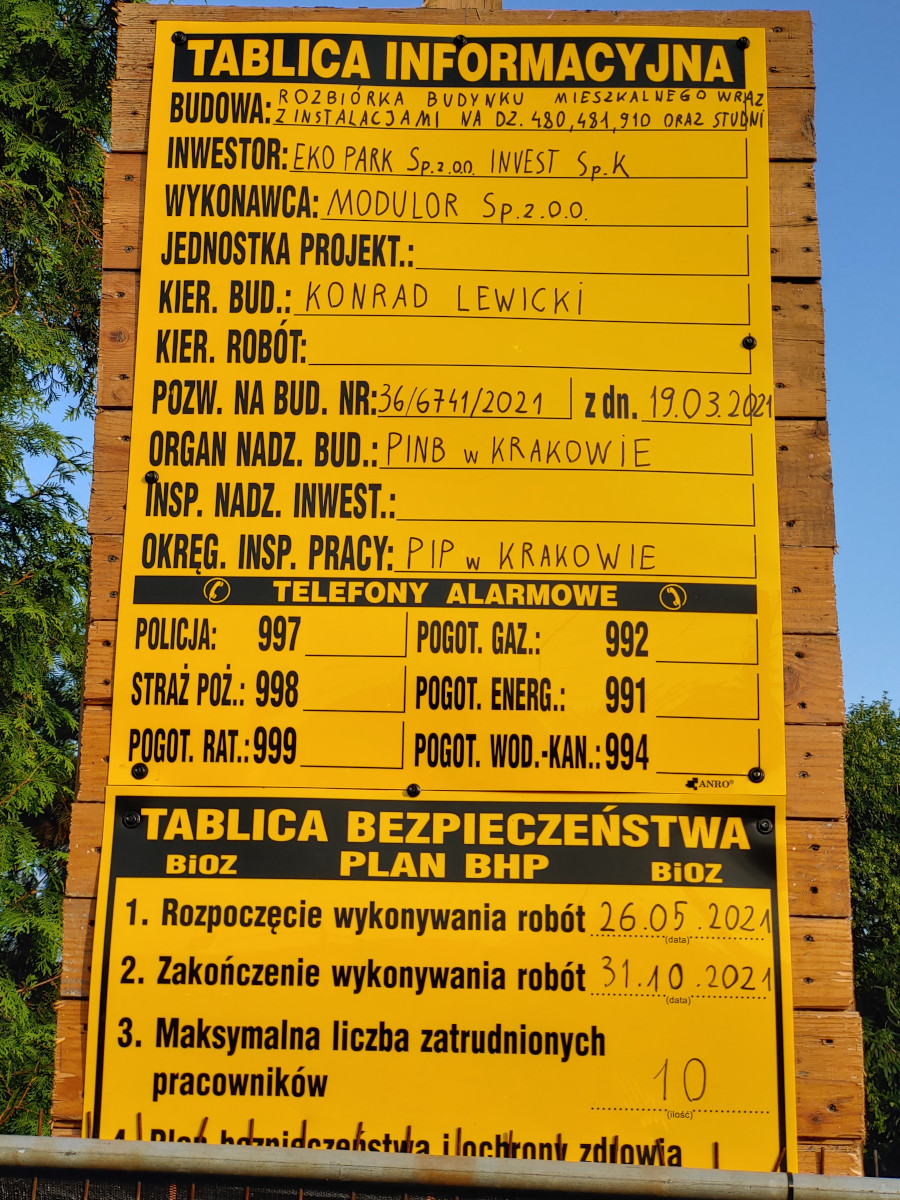 TABLICA INFORMACYJNA
BUDOWA: ROZBIÓRKA BUDYNKU MIESZKALNEGO WRAZ
Z INSTALACJAMI NA DZ. 480,481,910 ORAZ STUDNI
INWESTOR: EKO PARK Sp.z.o.o. INVEST Sp.K
WYKONAWCA: MODULOR Sp.z.o.o.
JEDNOSTKA PROJEKT.:
KIER. BUD.: KONRAD LEWICKI
KIER. ROBÓT:
POZW. NA BUD. NR: 36/6741/2021 z dn. 19.03.2021
ORGAN NADZ. BUD.: PINB w KRAKOWIE
INSP. NADZ. INWEST.:
OKRĘG. INSP. PRACY: PIP w KRAKOWIE
TELEFONY ALARMOWE
POLICJA: 997 POGOT. GAZ.: 992
STRAŻ POŻ.: 998 POGOT. ENERG.: 991
POGOT. RAT.: 999 POGOT. WOD.-KAN.: 994
ANRO®
TABLICA BEZPIECZEŃSTWA
BiOZ PLAN BHP BiOZ
1. Rozpoczęcie wykonywania robót 26.05.2021
(data)
2. Zakończenie wykonywania robót 31.10.2021
(data)
3. Maksymalna liczba zatrudnionych
pracowników 10
(ilość)
4. Plan bezpieczeństwa i ochrony zdrowia